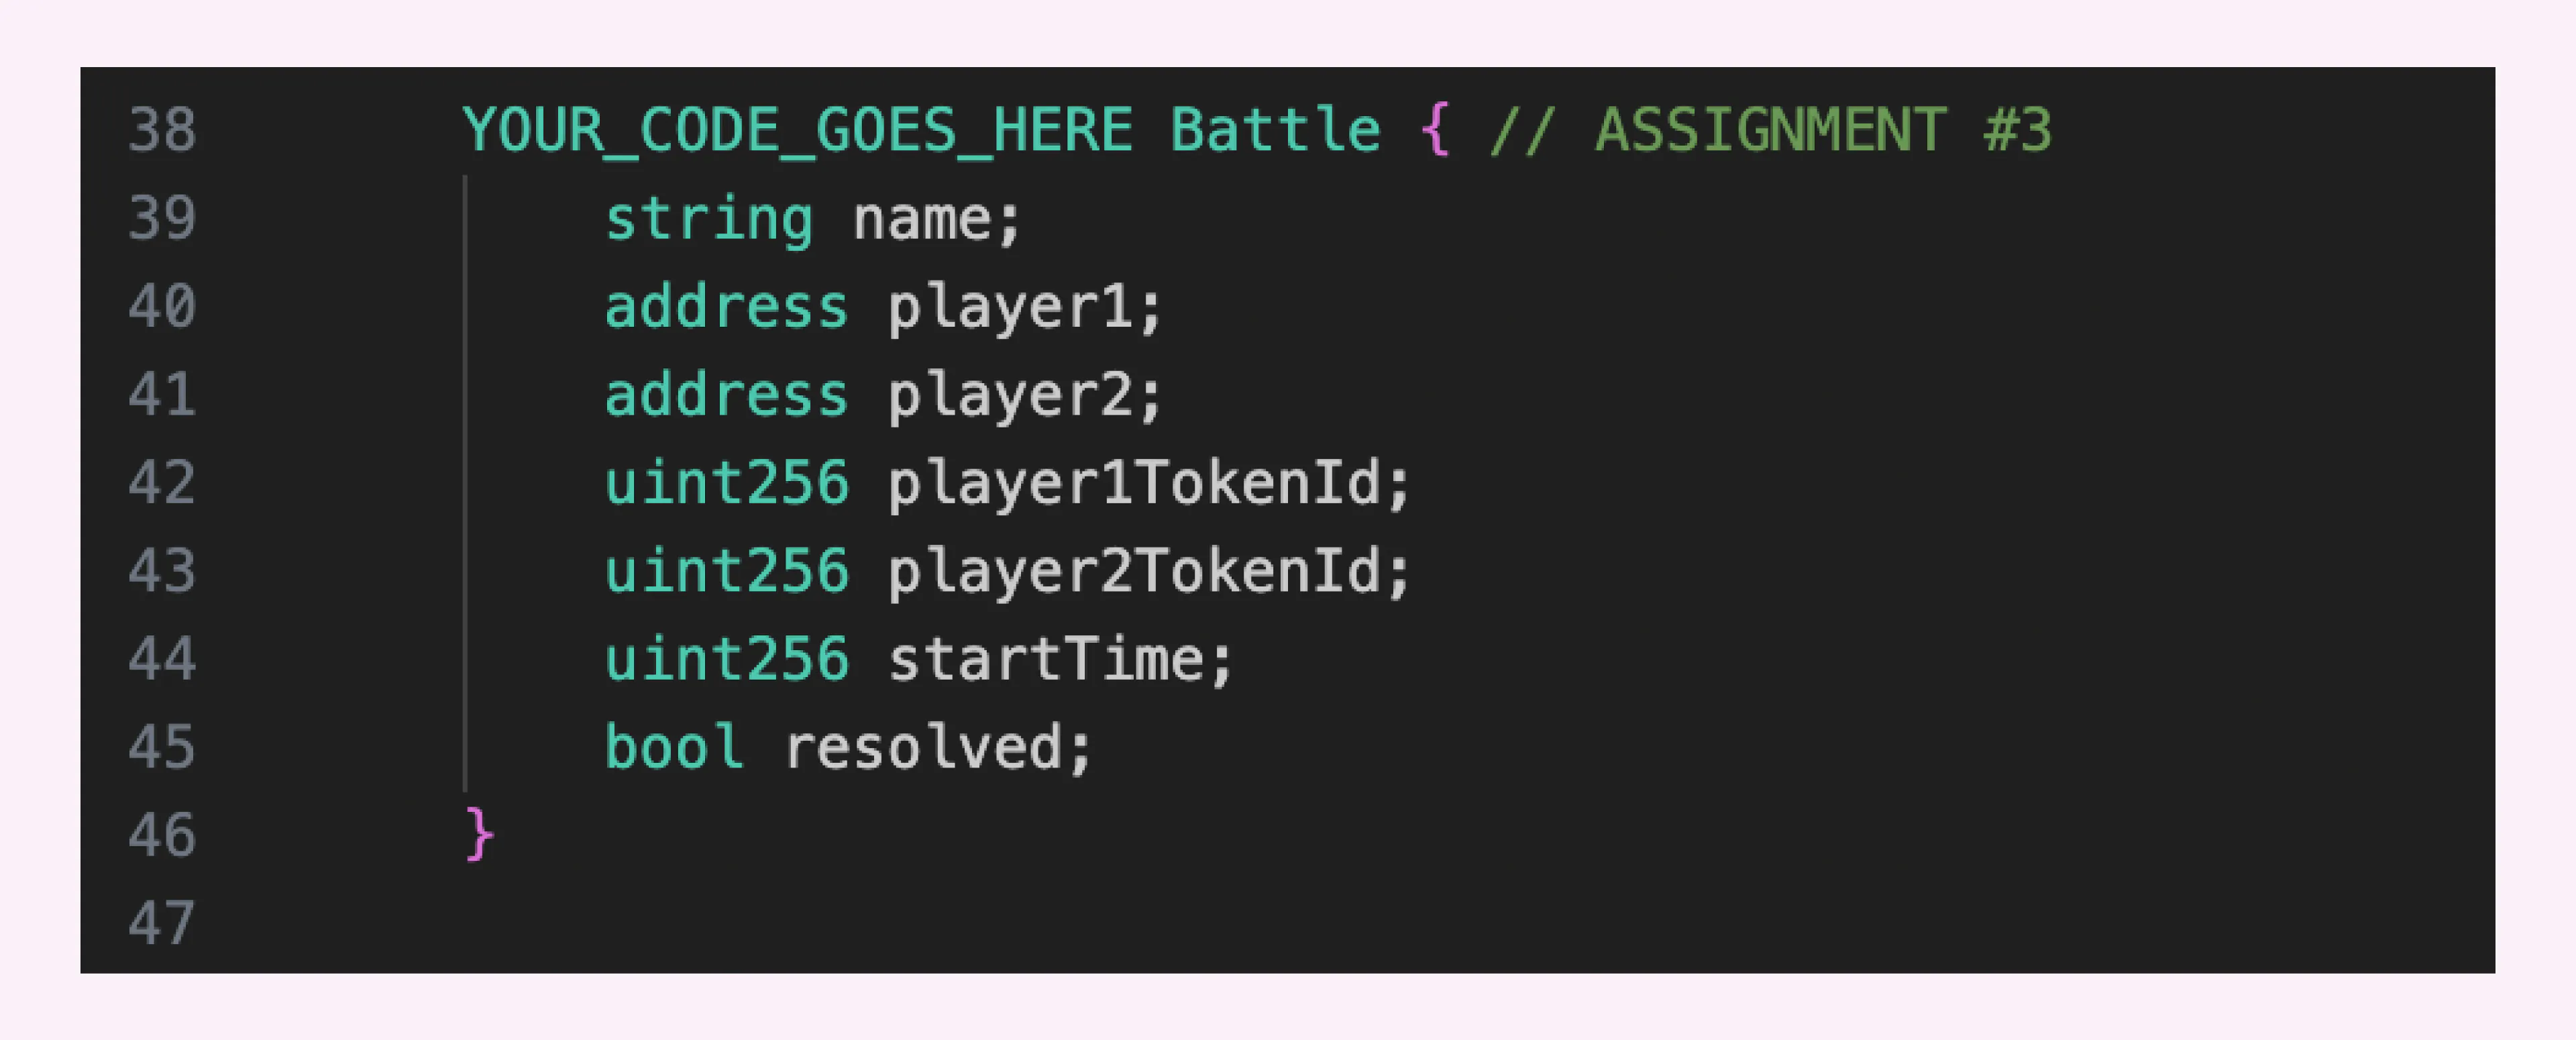 38 YOUR_CODE_GOES_HERE Battle { // ASSIGNMENT #3
39 string name;
40 address player1;
41 address player2;
42 uint256 player1TokenId;
43 uint256 player2TokenId;
44 uint256 startTime;
45 bool resolved;
46 }
47